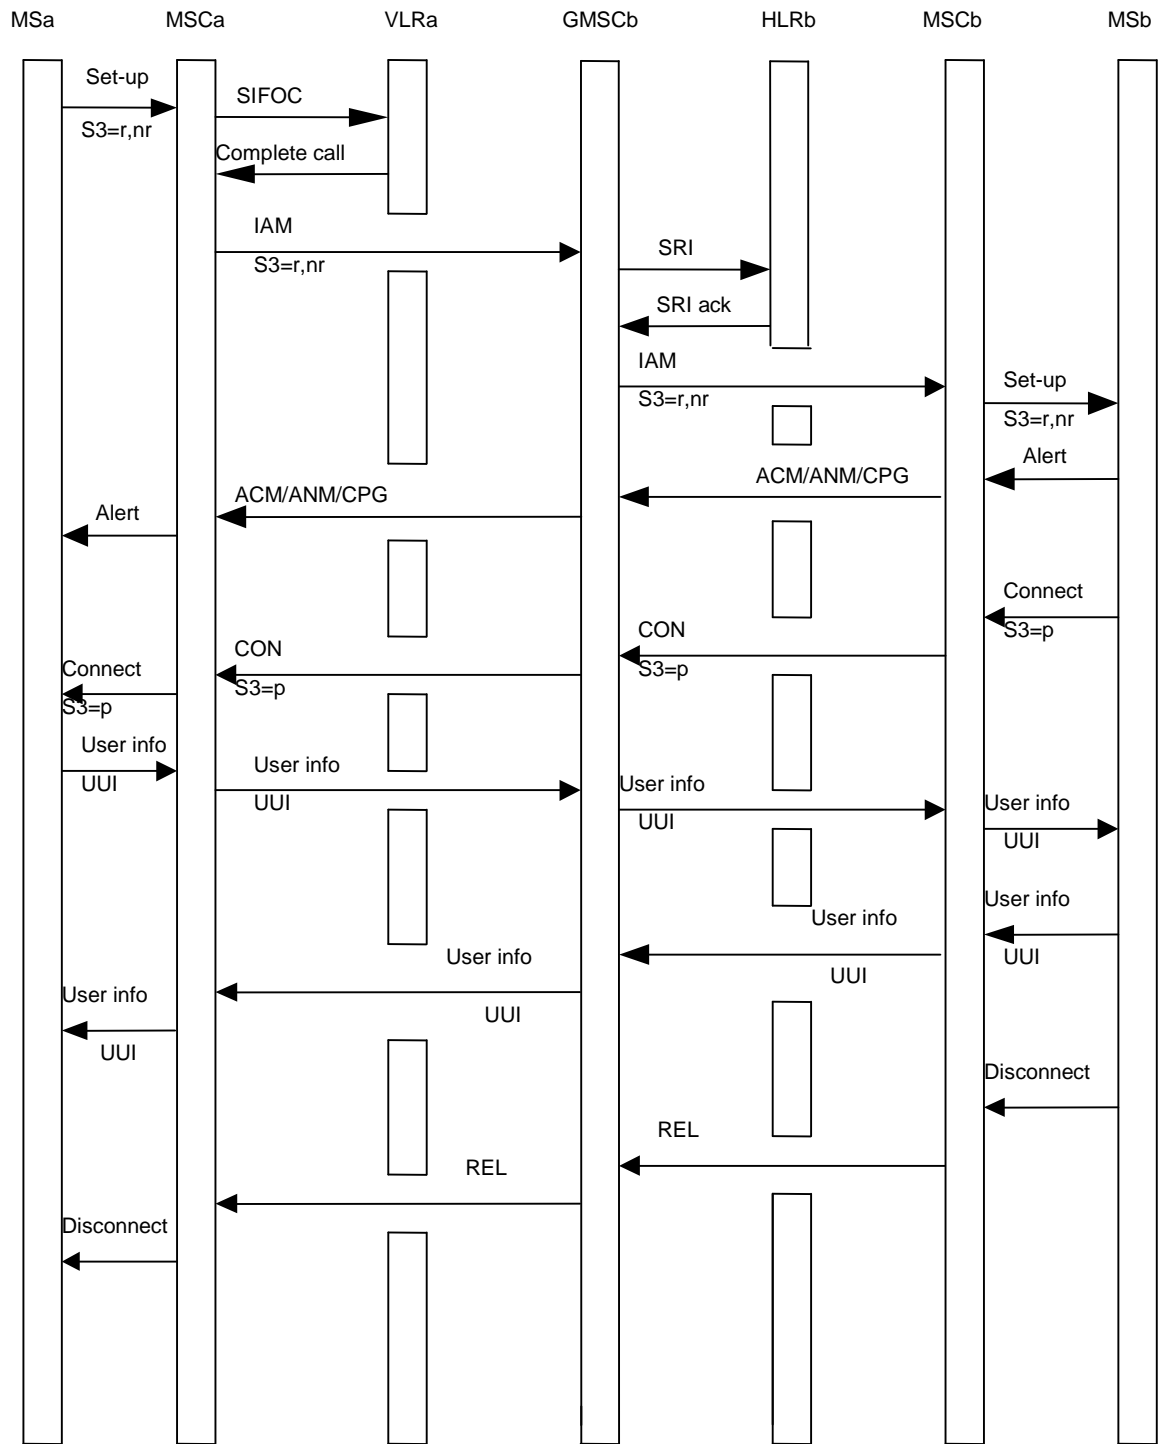 MSa MSCa VLRa GMSCb HLRb MSCb MSb
Set-up
S3=r,nr
SIFOC
Complete call
IAM
S3=r,nr
SRI
SRI ack
IAM
S3=r,nr
Set-up
S3=r,nr
Alert
ACM/ANM/CPG
ACM/ANM/CPG
Alert
Connect
S3=p
CON
S3=p
CON
S3=p
Connect
S3=p
User info
UUI
User info
UUI
User info
UUI
User info
UUI
User info
UUI
User info
UUI
User info
UUI
User info
UUI
Disconnect
REL
REL
Disconnect